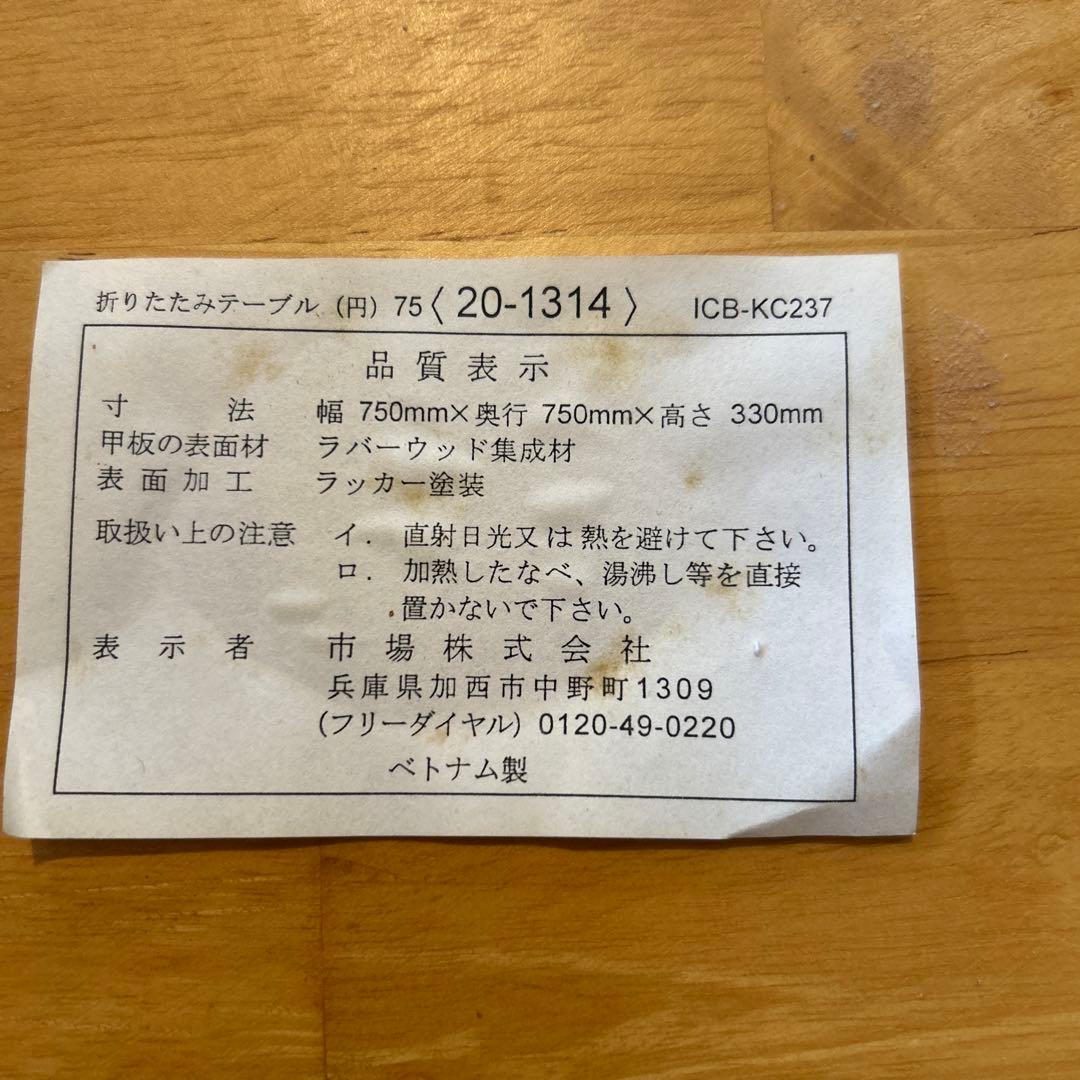 折りたたみテーブル（円）75〈20-1314〉 ICB-KC237
品質表示
寸法 幅 750mm×奥行 750mm×高さ 330mm
甲板の表面材 ラバーウッド集成材
表面加工 ラッカー塗装
取扱い上の注意 イ． 直射日光又は熱を避けて下さい。
ロ． 加熱したなべ、湯沸し等を直接
置かないで下さい。
表示者 市場株式会社
兵庫県加西市中野町1309
(フリーダイヤル) 0120-49-0220
ベトナム製